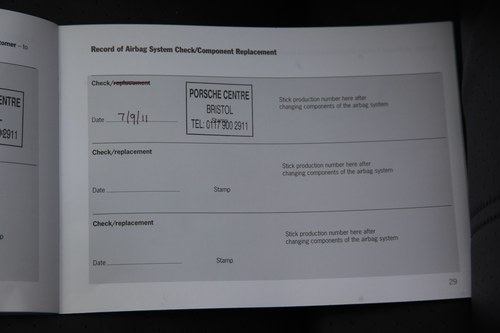 tomer – to
Record of Airbag System Check/Component Replacement
Check/replacement
PORSCHE CENTRE
BRISTOL
TEL: 0117 900 2911
Date 7/9/11
Stick production number here after
changing components of the airbag system
ENTRE
2911
Check/replacement
Stick production number here after
changing components of the airbag system
Date
Stamp
Check/replacement
Stick production number here after
changing components of the airbag system
Date
Stamp
29